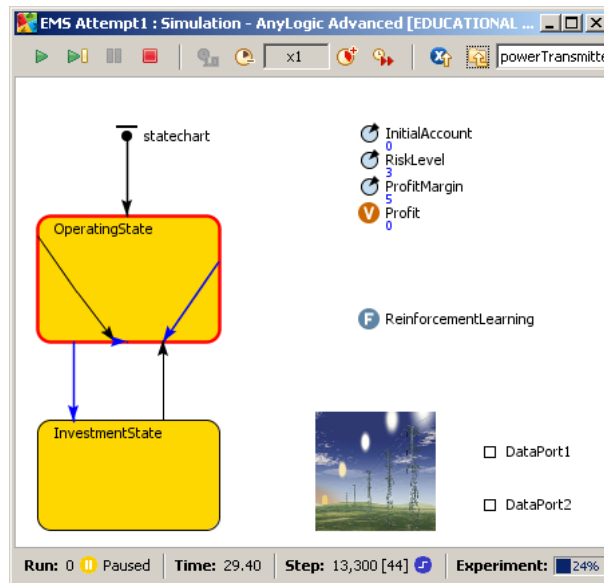 EMS Attempt1 : Simulation - AnyLogic Advanced [EDUCATIONAL ...
x1
powerTransmitte
statechart
InitialAccount
0
RiskLevel
3
ProfitMargin
5
V Profit
0
OperatingState
F ReinforcementLearning
InvestmentState
DataPort1
DataPort2
Run: 0 Paused Time: 29.40 Step: 13,300 [44] Experiment: 24%